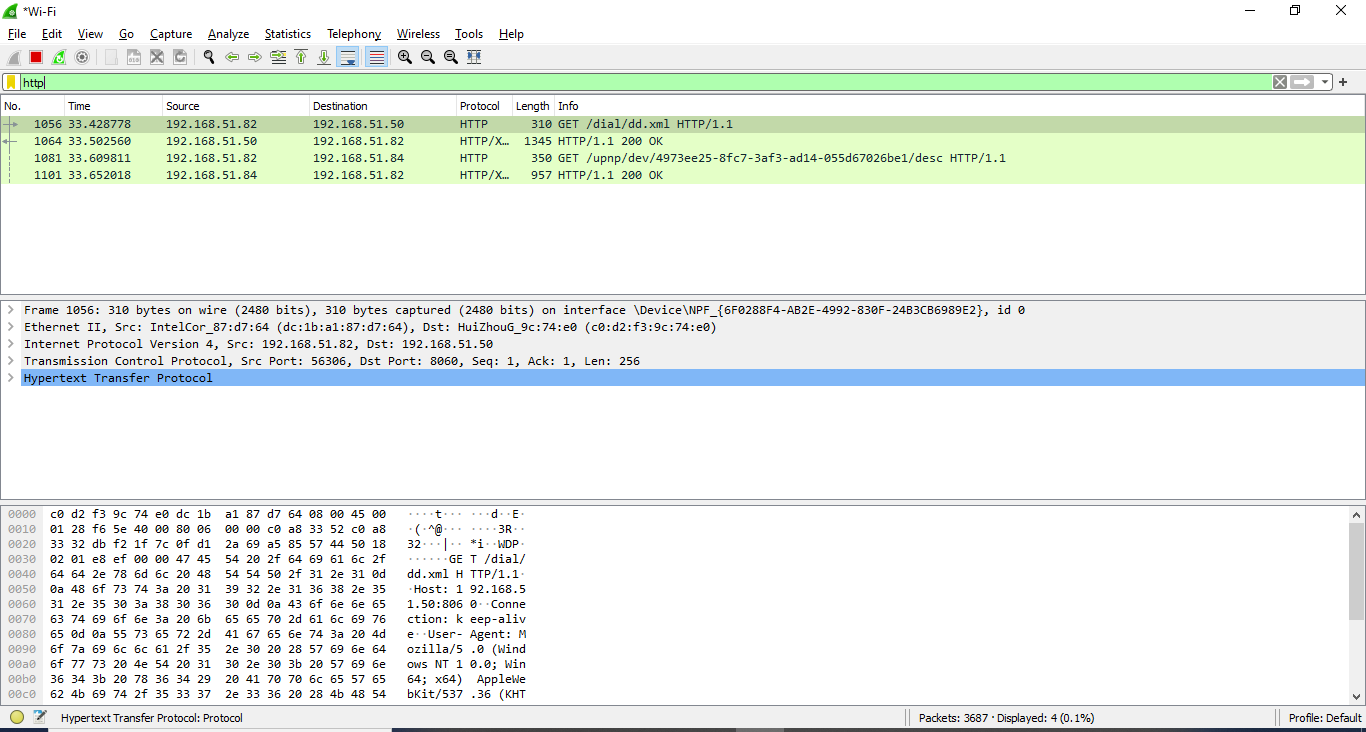 *Wi-Fi
File Edit View Go Capture Analyze Statistics Telephony Wireless Tools Help
http
No. Time Source Destination Protocol Length Info
1056 33.428778 192.168.51.82 192.168.51.50 HTTP 310 GET /dial/dd.xml HTTP/1.1
1064 33.502560 192.168.51.50 192.168.51.82 HTTP/X… 1345 HTTP/1.1 200 OK
1081 33.609811 192.168.51.82 192.168.51.84 HTTP 350 GET /upnp/dev/4973ee25-8fc7-3af3-ad14-055d67026be1/desc HTTP/1.1
1101 33.652018 192.168.51.84 192.168.51.82 HTTP/X… 957 HTTP/1.1 200 OK
Frame 1056: 310 bytes on wire (2480 bits), 310 bytes captured (2480 bits) on interface \Device\NPF_{6F0288F4-AB2E-4992-830F-24B3CB6989E2}, id 0
Ethernet II, Src: IntelCor_87:d7:64 (dc:1b:a1:87:d7:64), Dst: HuiZhouG_9c:74:e0 (c0:d2:f3:9c:74:e0)
Internet Protocol Version 4, Src: 192.168.51.82, Dst: 192.168.51.50
Transmission Control Protocol, Src Port: 56306, Dst Port: 8060, Seq: 1, Ack: 1, Len: 256
Hypertext Transfer Protocol
0000 c0 d2 f3 9c 74 e0 dc 1b a1 87 d7 64 08 00 45 00 ····t··· ···d··E·
0010 01 28 f6 5e 40 00 80 06 00 00 c0 a8 33 52 c0 a8 ·(·^@··· ····3R··
0020 33 32 db f2 1f 7c 0f d1 2a 69 a5 85 57 44 50 18 32···|·· *i··WDP·
0030 02 01 e8 ef 00 00 47 45 54 20 2f 64 69 61 6c 2f ······GE T /dial/
0040 64 64 2e 78 6d 6c 20 48 54 54 50 2f 31 2e 31 0d dd.xml H TTP/1.1·
0050 0a 48 6f 73 74 3a 20 31 39 32 2e 31 36 38 2e 35 ·Host: 1 92.168.5
0060 31 2e 35 30 3a 38 30 36 30 0d 0a 43 6f 6e 6e 65 1.50:806 0··Conne
0070 63 74 69 6f 6e 3a 20 6b 65 65 70 2d 61 6c 69 76 ction: k eep-aliv
0080 65 0d 0a 55 73 65 72 2d 41 67 65 6e 74 3a 20 4d e··User- Agent: M
0090 6f 7a 69 6c 6c 61 2f 35 2e 30 20 28 57 69 6e 64 ozilla/5 .0 (Wind
00a0 6f 77 73 20 4e 54 20 31 30 2e 30 3b 20 57 69 6e ows NT 1 0.0; Win
00b0 36 34 3b 20 78 36 34 29 20 41 70 70 6c 65 57 65 64; x64) AppleWe
00c0 62 4b 69 74 2f 35 33 37 2e 33 36 20 28 4b 48 54 bKit/537 .36 (KHT
Hypertext Transfer Protocol: Protocol Packets: 3687 · Displayed: 4 (0.1%) Profile: Default